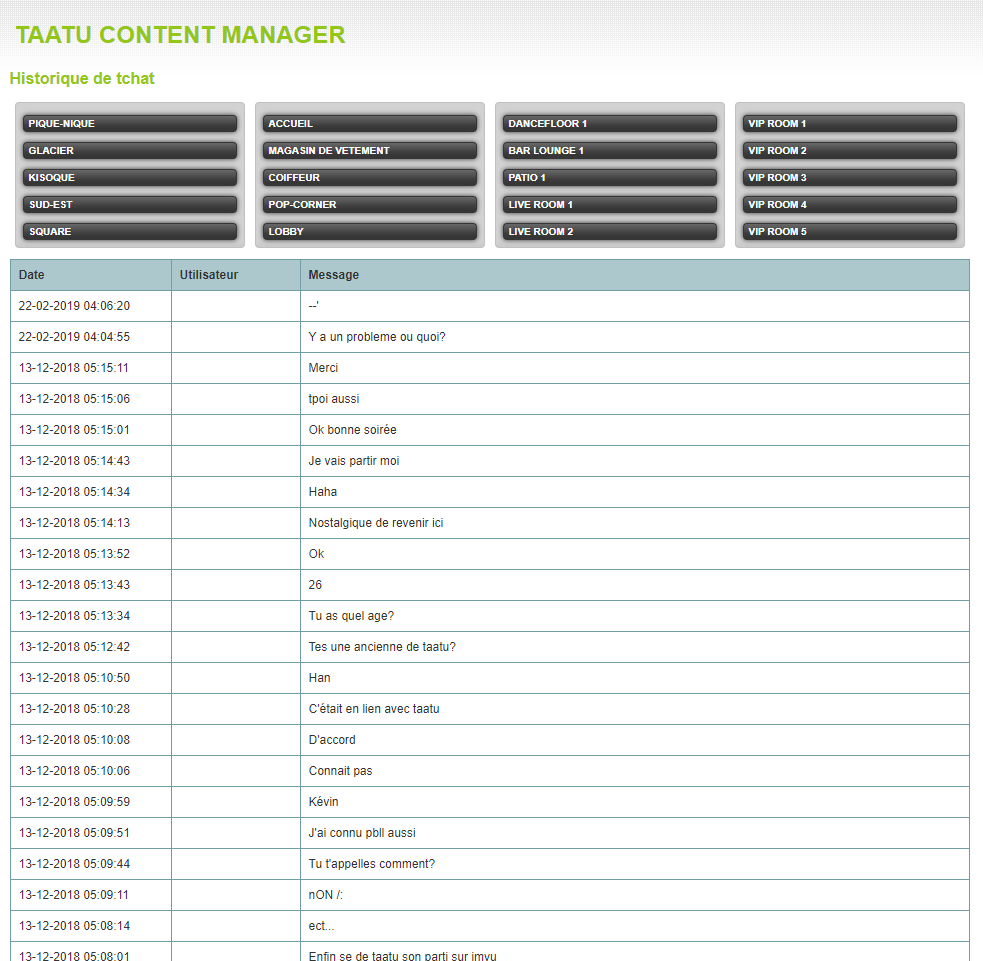 TAATU CONTENT MANAGER
Historique de tchat
PIQUE-NIQUE
GLACIER
KISOQUE
SUD-EST
SQUARE
ACCUEIL
MAGASIN DE VETEMENT
COIFFEUR
POP-CORNER
LOBBY
DANCEFLOOR 1
BAR LOUNGE 1
PATIO 1
LIVE ROOM 1
LIVE ROOM 2
VIP ROOM 1
VIP ROOM 2
VIP ROOM 3
VIP ROOM 4
VIP ROOM 5
Date Utilisateur Message
22-02-2019 04:06:20 --'
22-02-2019 04:04:55 Y a un probleme ou quoi?
13-12-2018 05:15:11 Merci
13-12-2018 05:15:06 tpoi aussi
13-12-2018 05:15:01 Ok bonne soirée
13-12-2018 05:14:43 Je vais partir moi
13-12-2018 05:14:34 Haha
13-12-2018 05:14:13 Nostalgique de revenir ici
13-12-2018 05:13:52 Ok
13-12-2018 05:13:43 26
13-12-2018 05:13:34 Tu as quel age?
13-12-2018 05:12:42 Tes une ancienne de taatu?
13-12-2018 05:10:50 Han
13-12-2018 05:10:28 C'était en lien avec taatu
13-12-2018 05:10:08 D'accord
13-12-2018 05:10:06 Connait pas
13-12-2018 05:09:59 Kévin
13-12-2018 05:09:51 J'ai connu pbll aussi
13-12-2018 05:09:44 Tu t'appelles comment?
13-12-2018 05:09:11 nON /:
13-12-2018 05:08:14 ect...
13-12-2018 05:08:01 Enfin se de taatu son parti sur imvu